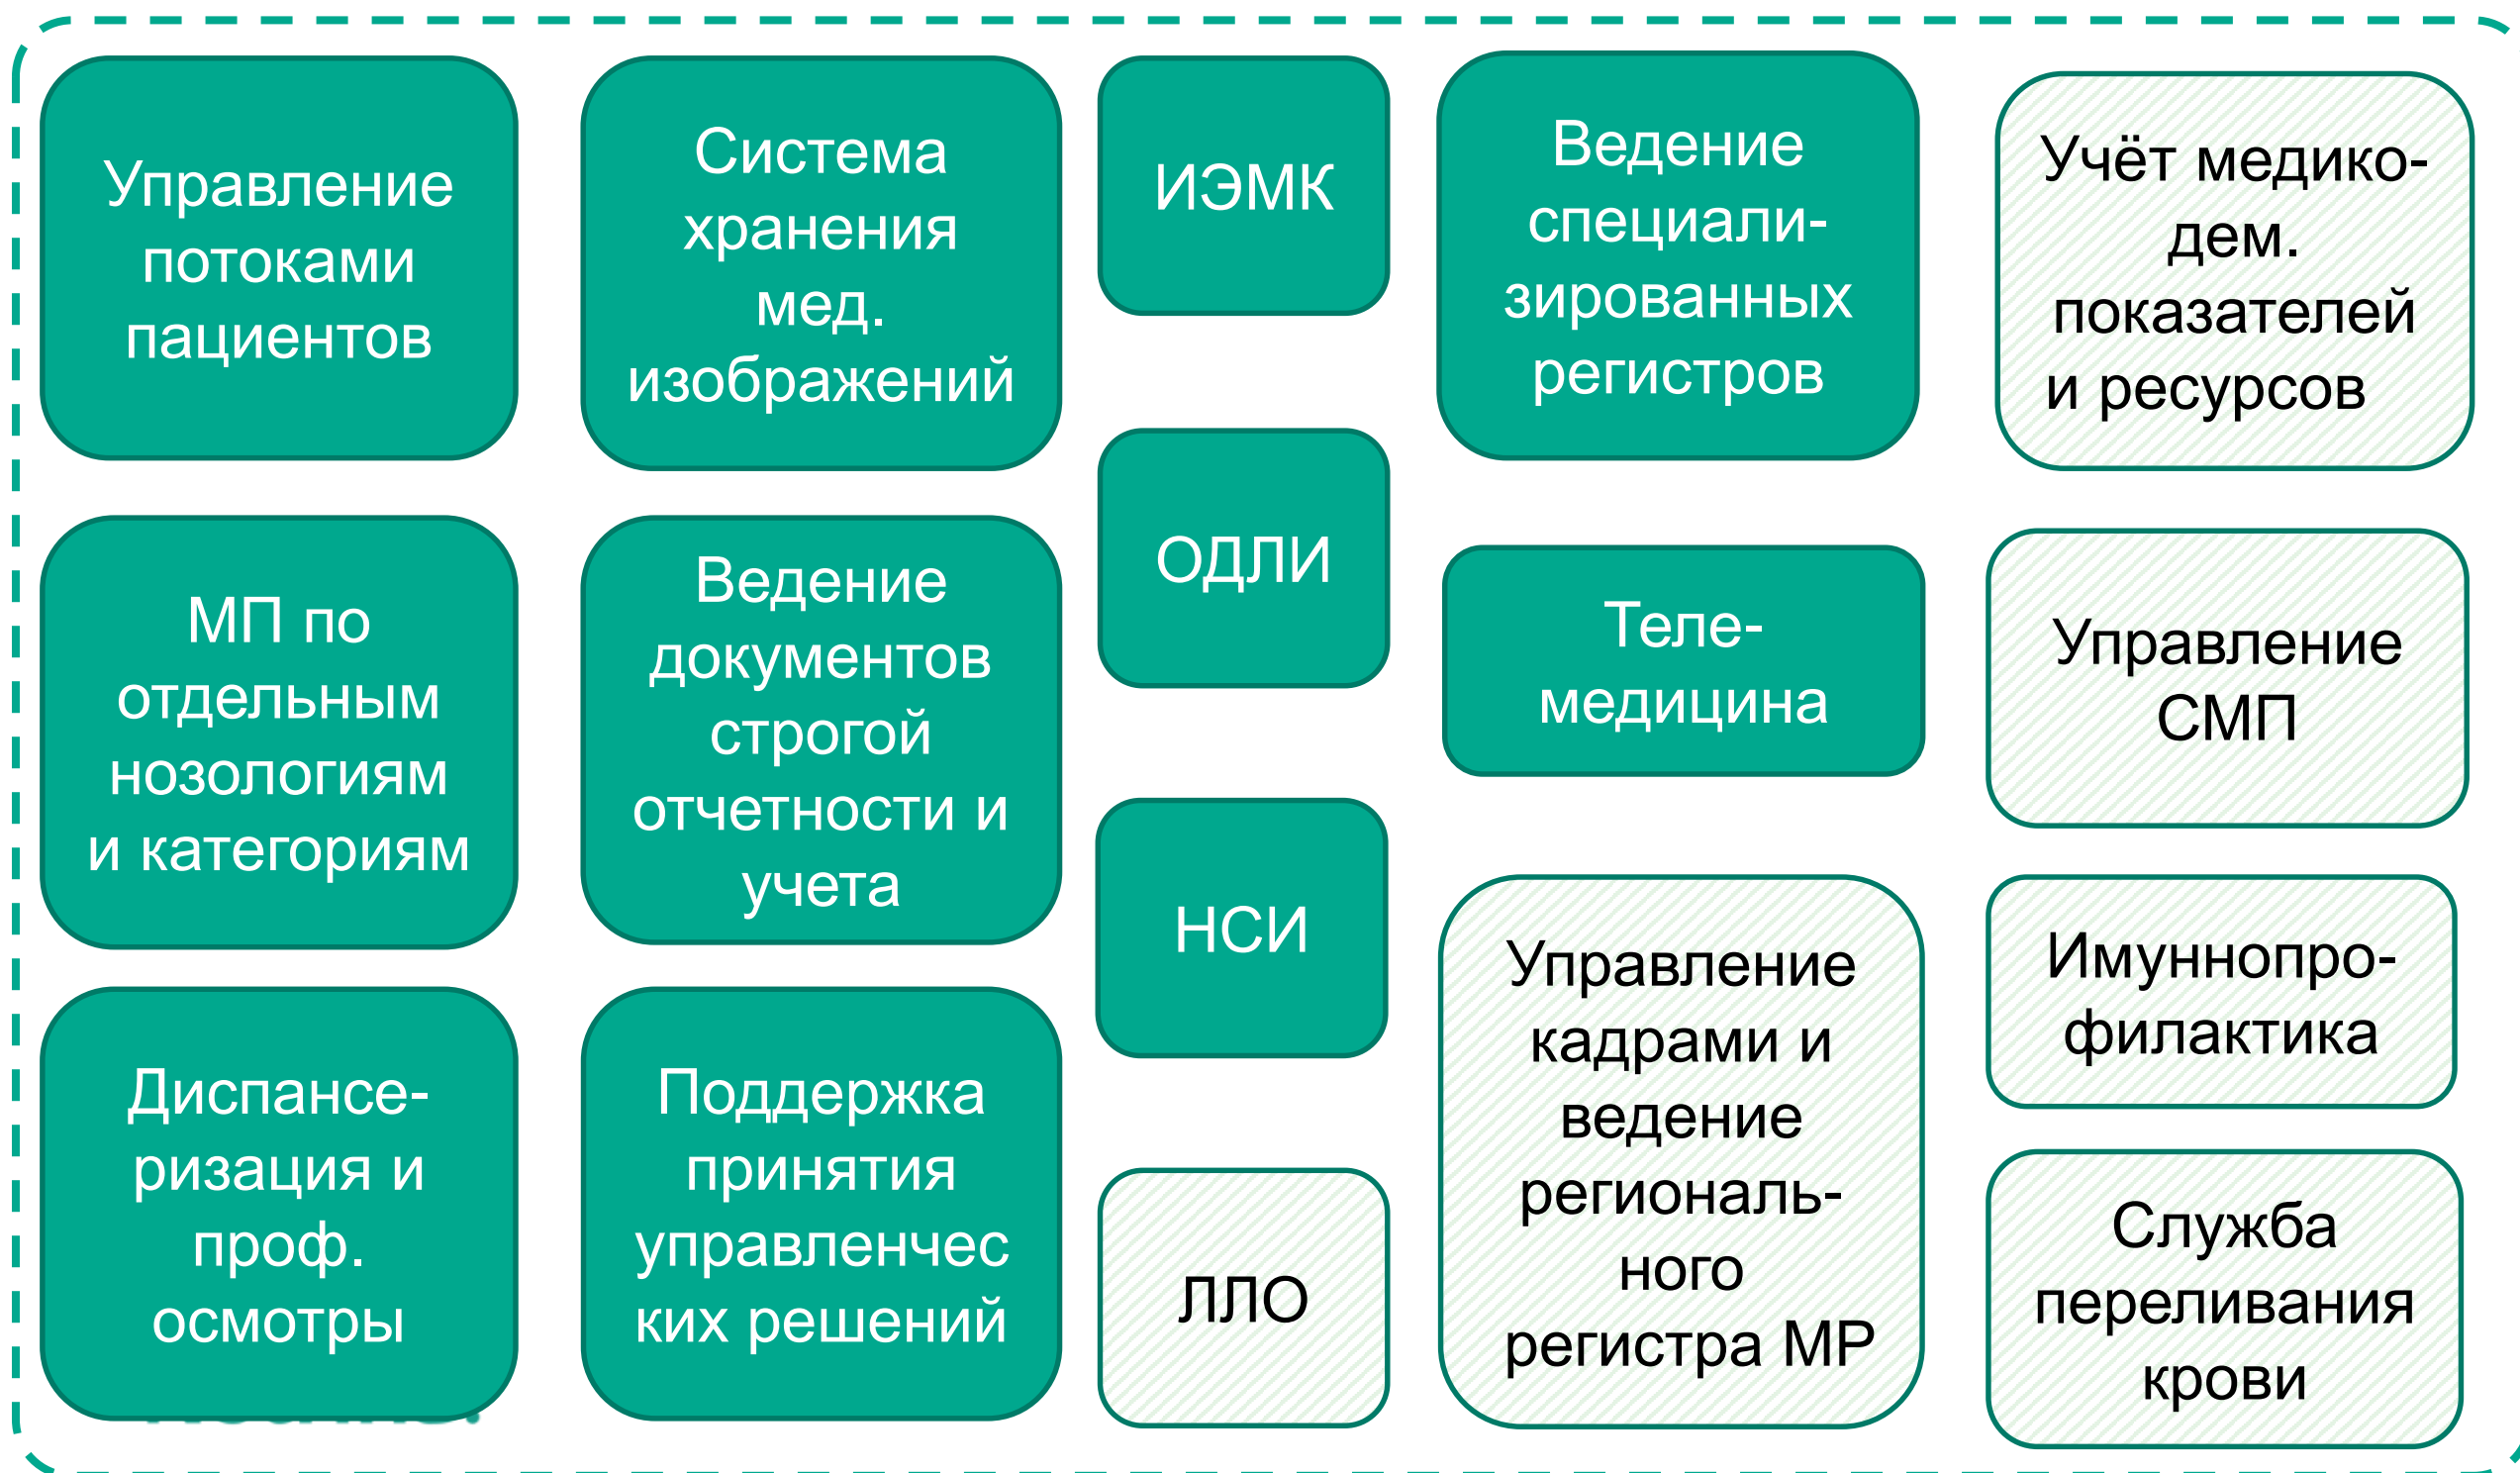 Управление
потоками
пациентов
Система
хранения
мед.
изображений
ИЭМК
Ведение
специали-
зированных
регистров
Учёт медико-
дем.
показателей
и ресурсов
МП по
отдельным
нозологиям
и категориям
Ведение
документов
строгой
отчетности и
учета
ОДЛИ
Теле-
медицина
Управление
СМП
НСИ
Имуннопро-
филактика
Диспансе-
ризация и
проф.
осмотры
Поддержка
принятия
управленчес
ких решений
ЛЛО
Управление
кадрами и
ведение
региональ-
ного
регистра МР
Служба
переливания
крови